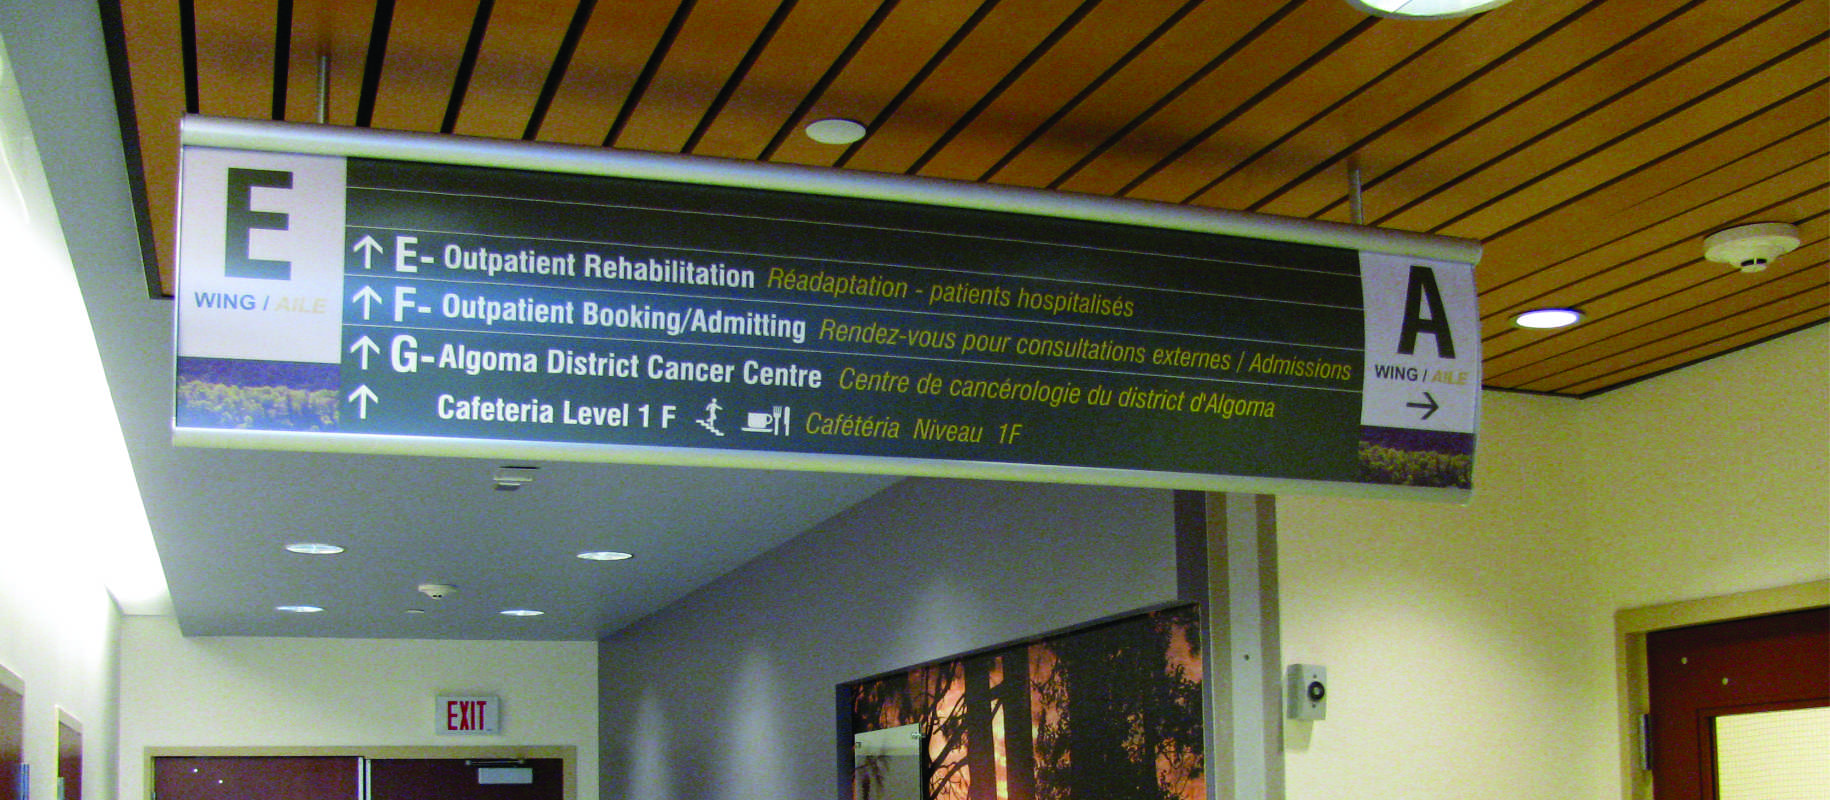 E
WING / AILE
↑ E- Outpatient Rehabilitation Réadaptation - patients hospitalisés
↑ F- Outpatient Booking/Admitting Rendez-vous pour consultations externes / Admissions
↑ G- Algoma District Cancer Centre Centre de cancérologie du district d'Algoma
↑ Cafeteria Level 1 F Cafétéria Niveau 1F
A
WING / AILE
→
EXIT